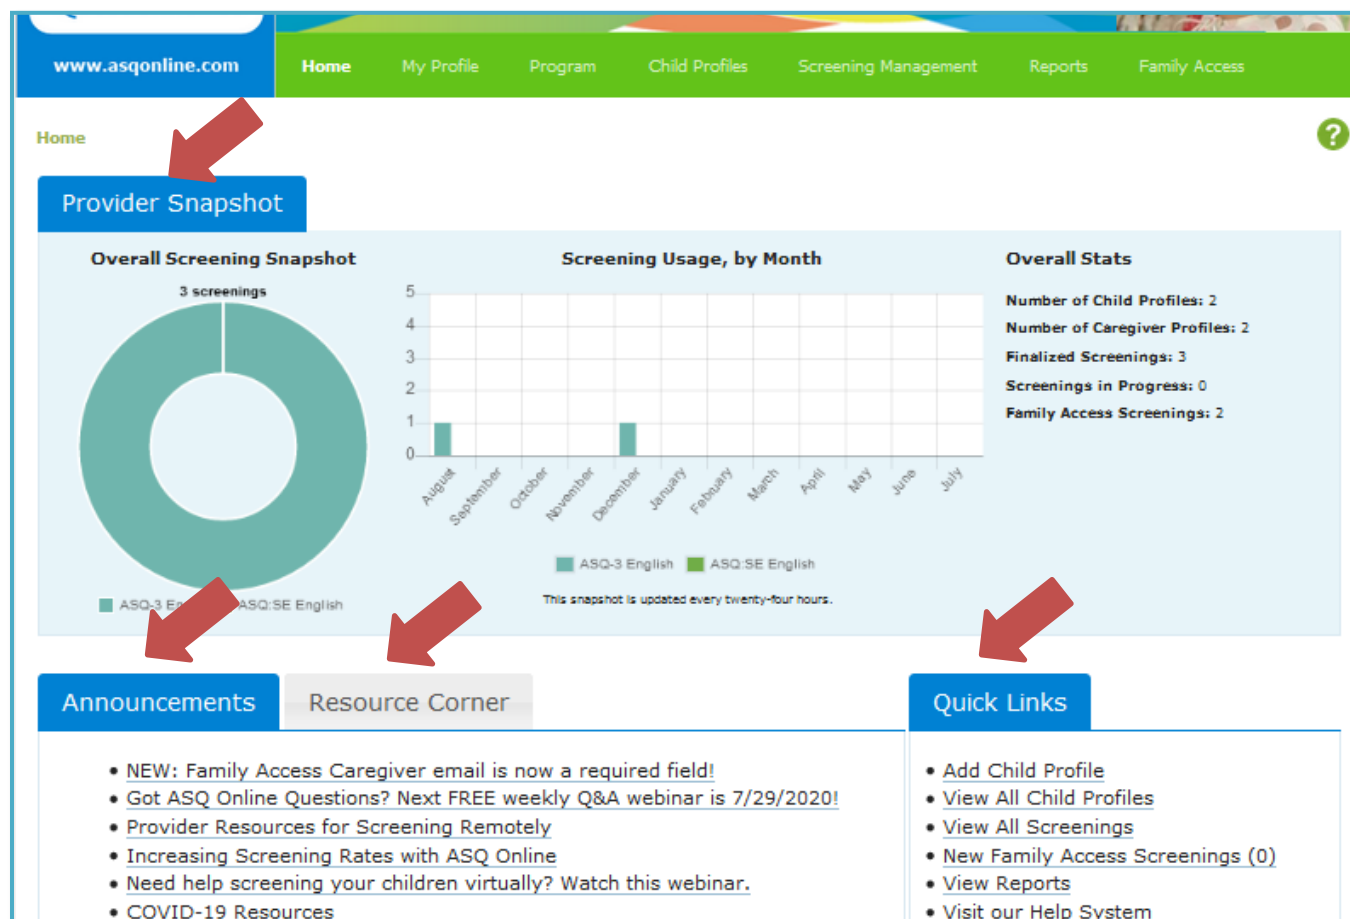 www.asqonline.com
Home My Profile Program Child Profiles Screening Management Reports Family Access
Home
?
Provider Snapshot
Overall Screening Snapshot
3 screenings
ASQ-3 En
ASQ:SE English
Screening Usage, by Month
5
4
3
2
1
0
August September October November December January February March April May June July
ASQ-3 English ASQ:SE English
This snapshot is updated every twenty-four hours.
Overall Stats
Number of Child Profiles: 2
Number of Caregiver Profiles: 2
Finalized Screenings: 3
Screenings in Progress: 0
Family Access Screenings: 2
Announcements Resource Corner
• NEW: Family Access Caregiver email is now a required field!
• Got ASQ Online Questions? Next FREE weekly Q&A webinar is 7/29/2020!
• Provider Resources for Screening Remotely
• Increasing Screening Rates with ASQ Online
• Need help screening your children virtually? Watch this webinar.
• COVID-19 Resources
Quick Links
• Add Child Profile
• View All Child Profiles
• View All Screenings
• New Family Access Screenings (0)
• View Reports
• Visit our Help System